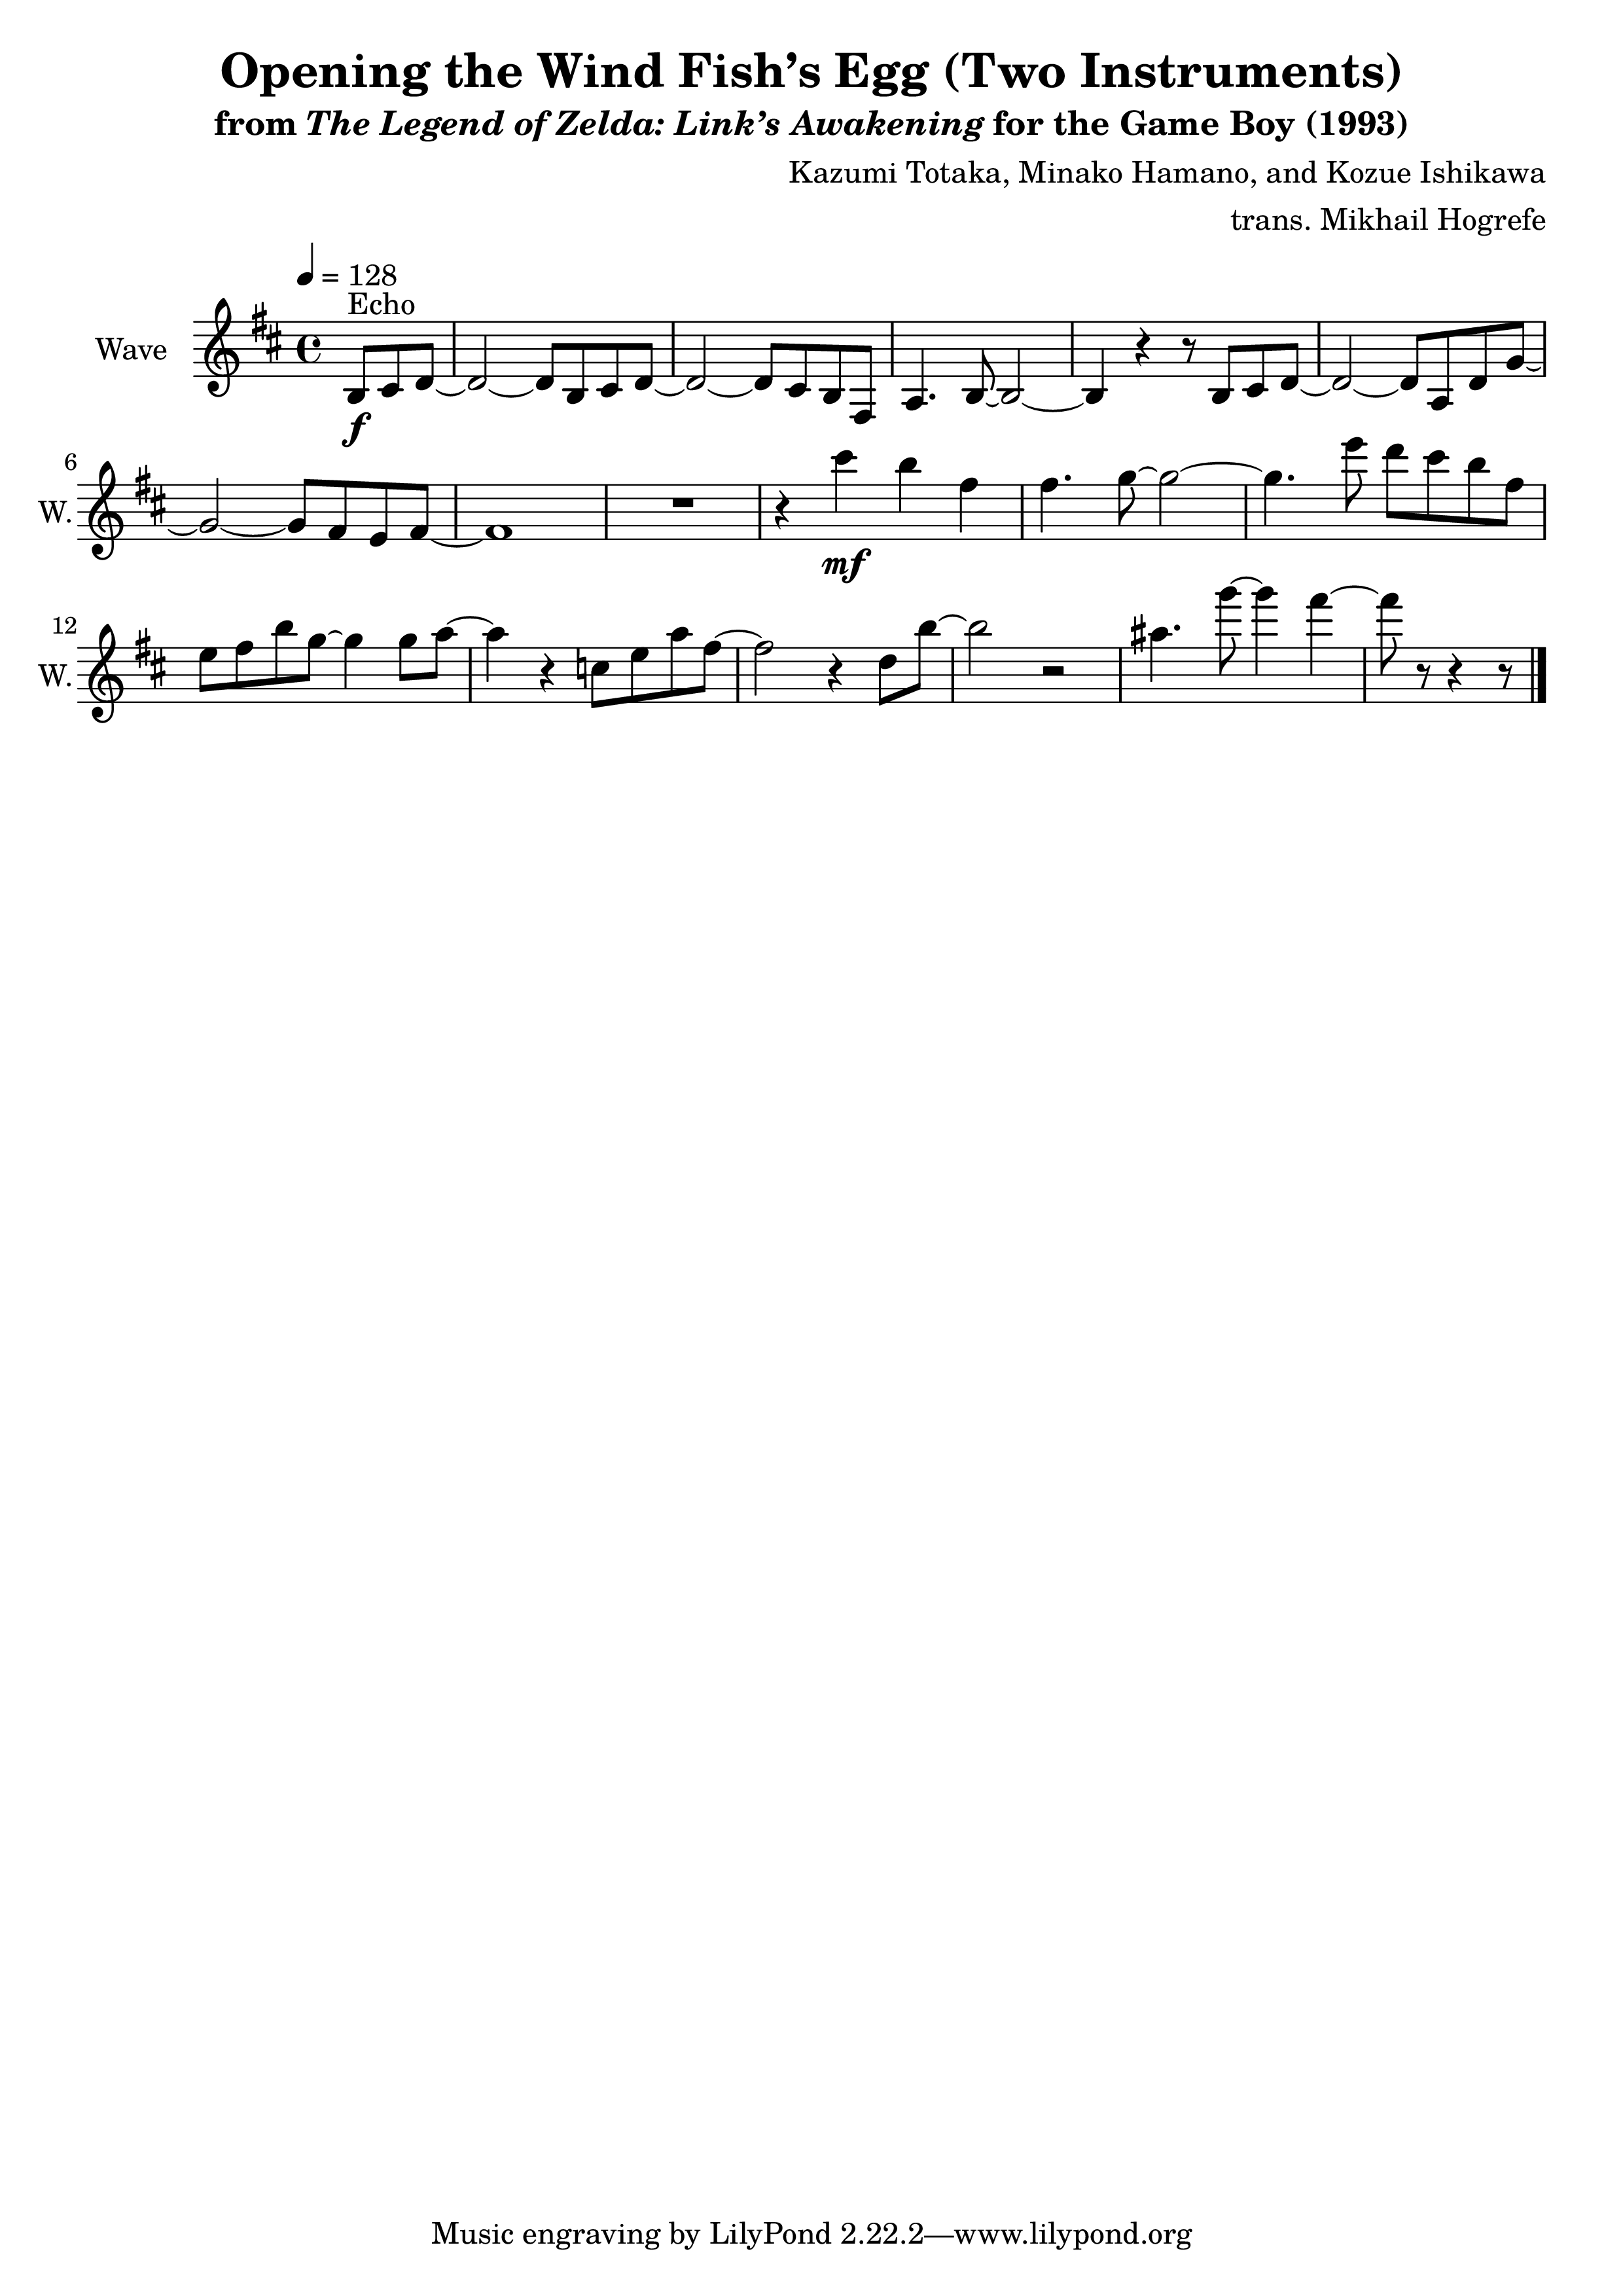 Opening the Wind Fish’s Egg (Two Instruments)
from The Legend of Zelda: Link’s Awakening for the Game Boy (1993)
Kazumi Totaka, Minako Hamano, and Kozue Ishikawa
trans. Mikhail Hogrefe
= 128
Echo
Wave
f
6
W.
mf
12
W.
Music engraving by LilyPond 2.22.2—www.lilypond.org